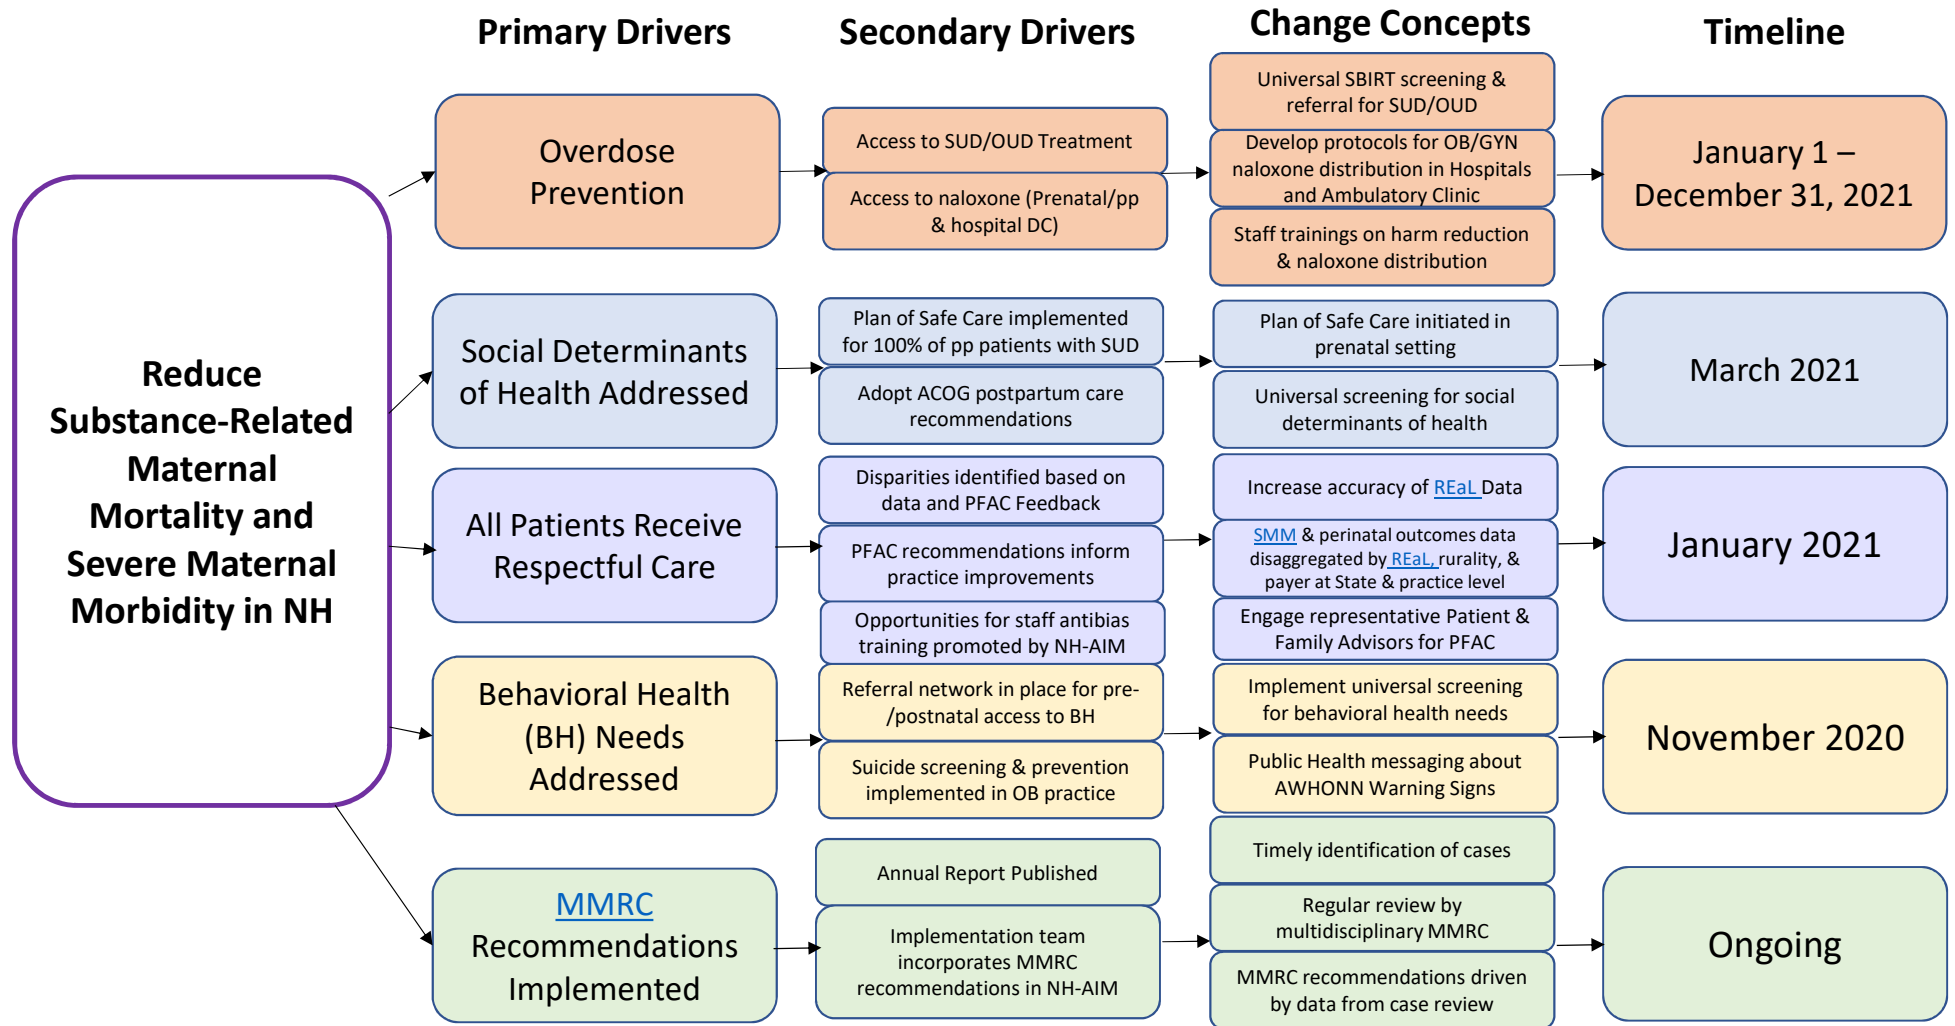 Primary Drivers
Secondary Drivers
Change Concepts
Timeline
Reduce
Substance-Related
Maternal
Mortality and
Severe Maternal
Morbidity in NH
Overdose
Prevention
Access to SUD/OUD Treatment
Access to naloxone (Prenatal/pp
& hospital DC)
Universal SBIRT screening &
referral for SUD/OUD
Develop protocols for OB/GYN
naloxone distribution in Hospitals
and Ambulatory Clinic
Staff trainings on harm reduction
& naloxone distribution
January 1 –
December 31, 2021
Social Determinants
of Health Addressed
Plan of Safe Care implemented
for 100% of pp patients with SUD
Adopt ACOG postpartum care
recommendations
Plan of Safe Care initiated in
prenatal setting
Universal screening for social
determinants of health
March 2021
All Patients Receive
Respectful Care
Disparities identified based on
data and PFAC Feedback
PFAC recommendations inform
practice improvements
Opportunities for staff antibias
training promoted by NH-AIM
Increase accuracy of REaL Data
SMM & perinatal outcomes data
disaggregated by REaL, rurality, &
payer at State & practice level
Engage representative Patient &
Family Advisors for PFAC
January 2021
Behavioral Health
(BH) Needs
Addressed
Referral network in place for pre-
/postnatal access to BH
Suicide screening & prevention
implemented in OB practice
Implement universal screening
for behavioral health needs
Public Health messaging about
AWHONN Warning Signs
November 2020
MMRC
Recommendations
Implemented
Annual Report Published
Implementation team
incorporates MMRC
recommendations in NH-AIM
Timely identification of cases
Regular review by
multidisciplinary MMRC
MMRC recommendations driven
by data from case review
Ongoing